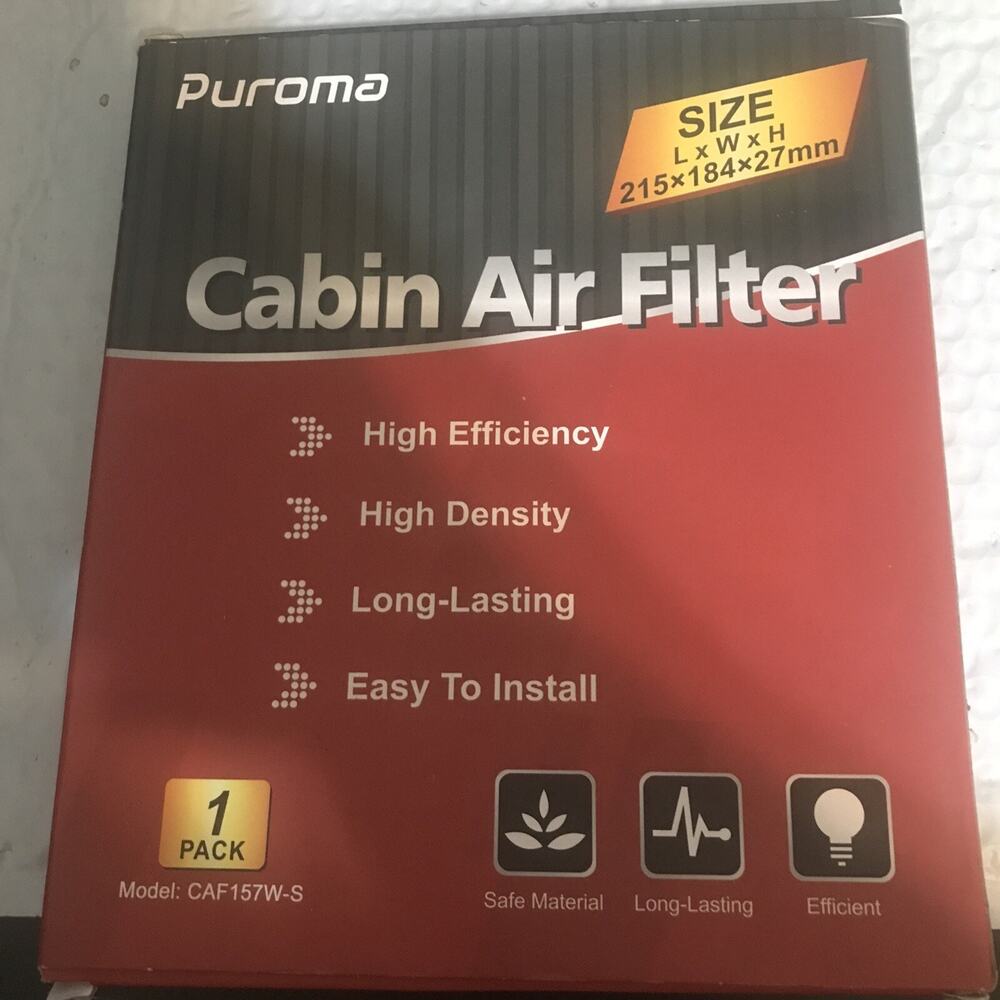 Puroma
SIZE
L x W x H
215×184×27mm
Cabin Air Filter
High Efficiency
High Density
Long-Lasting
Easy To Install
1
PACK
Model: CAF157W-S
Safe Material
Long-Lasting
Efficient